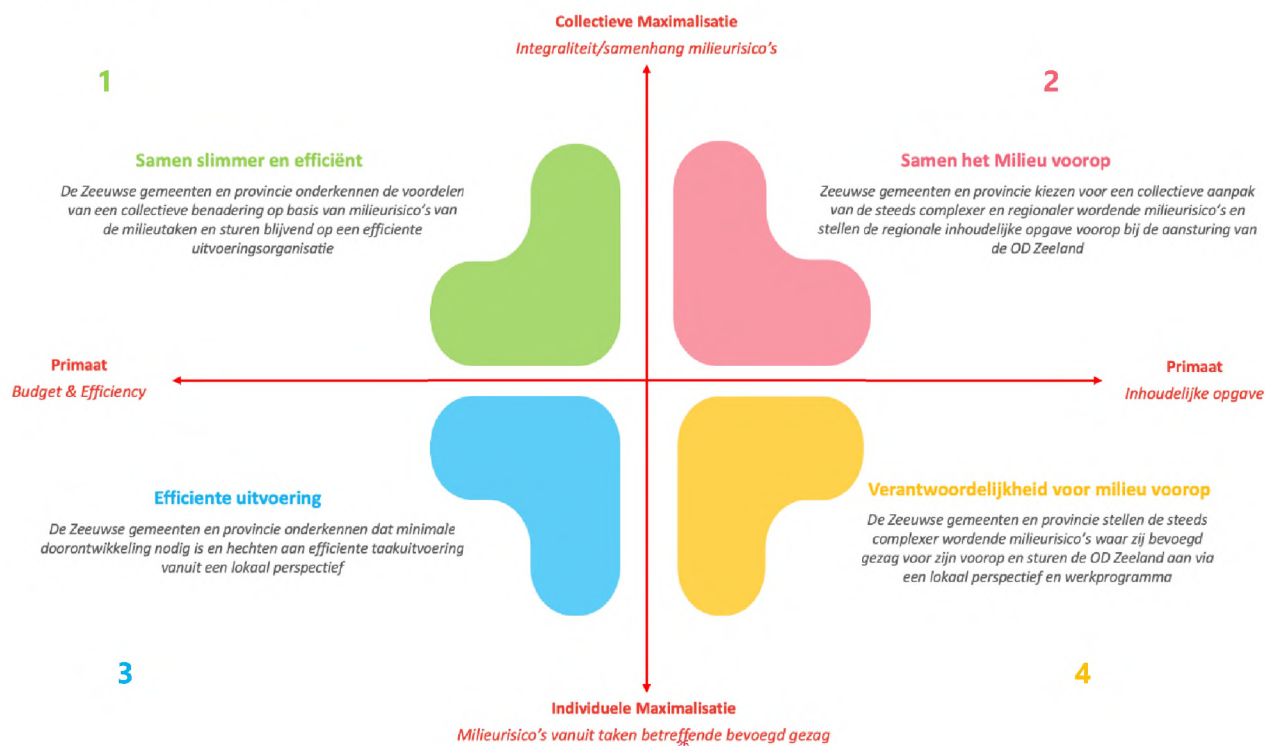 Collectieve Maximalisatie
Integraliteit/samenhang milieurisico's
1
2
Samen slimmer en efficiënt
De Zeeuwse gemeenten en provincie onderkennen de voordelen
van een collectieve benadering op basis van milieurisico's van
de milieutaken en sturen blijvend op een efficiente
uitvoeringsorganisatie
Samen het Milieu voorop
Zeeuwse gemeenten en provincie kiezen voor een collectieve aanpak
van de steeds complexer en regionaler wordende milieurisico's en
stellen de regionale inhoudelijke opgave voorop bij de aansturing van
de OD Zeeland
Primaat
Budget & Efficiency
Primaat
Inhoudelijke opgave
Efficiente uitvoering
De Zeeuwse gemeenten en provincie onderkennen dat minimale
doorontwikkeling nodig is en hechten aan efficiente taakuitvoering
vanuit een lokaal perspectief
Verantwoordelijkheid voor milieu voorop
De Zeeuwse gemeenten en provincie stellen de steeds
complexer wordende milieurisico's waar zij bevoegd
gezag voor zijn voorop en sturen de OD Zeeland aan via
een lokaal perspectief en werkprogramma
3
4
Individuele Maximalisatie
Milieurisico's vanuit taken betreffende bevoegd gezag